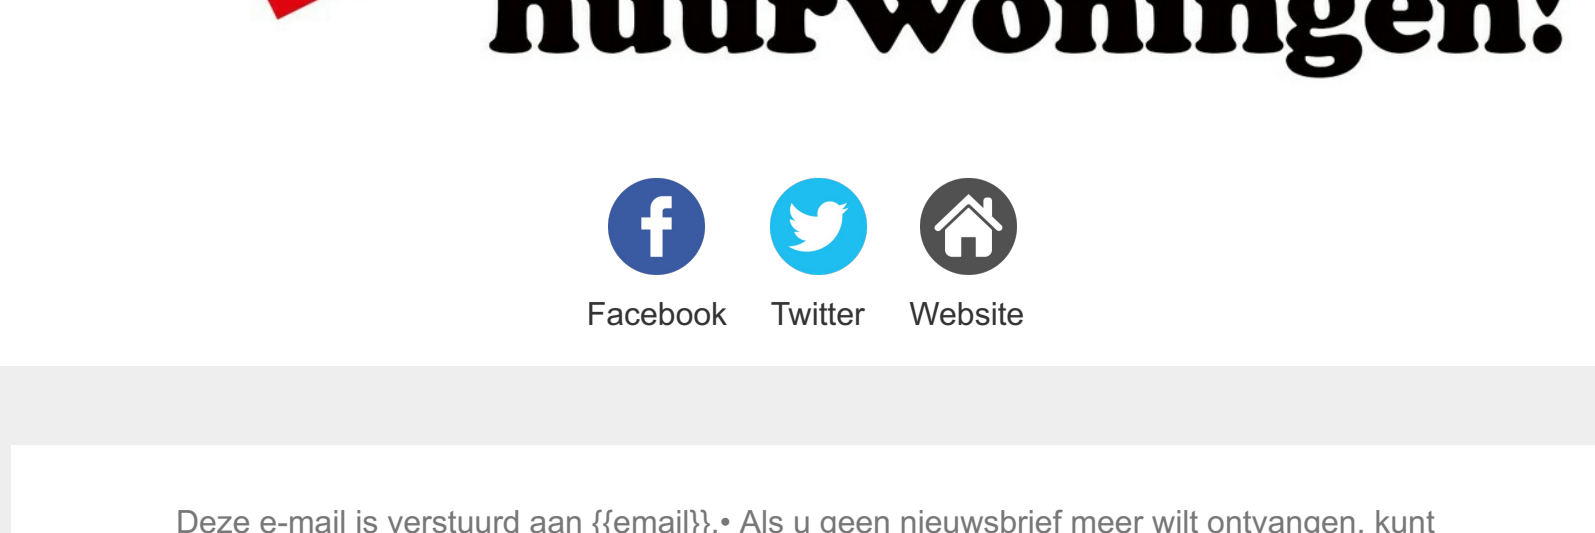 huurwoningen!
Facebook Twitter Website
Deze e-mail is verstuurd aan {{email}}.• Als u geen nieuwsbrief meer wilt ontvangen, kunt